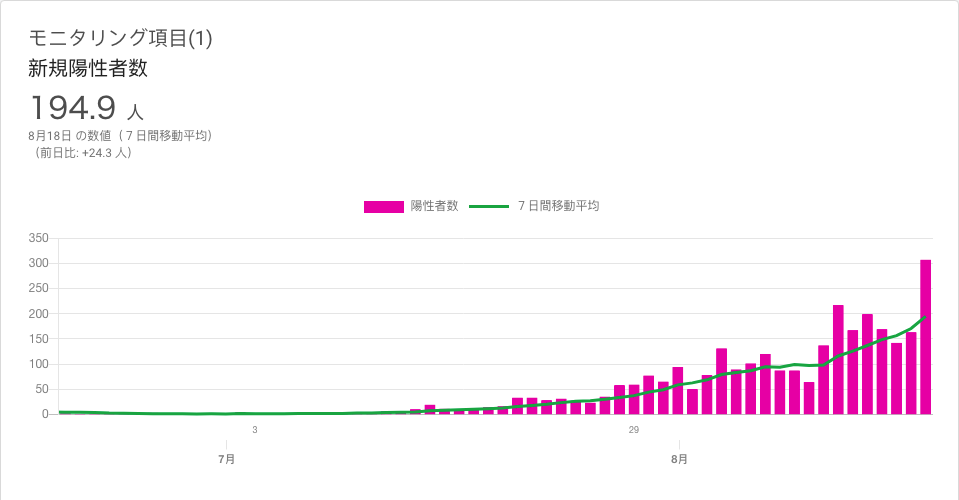 モニタリング項目(1)
新規陽性者数
194.9 人
8月18日 の数値（７日間移動平均）
（前日比: +24.3 人）
陽性者数 ７日間移動平均
350
300
250
200
150
100
50
0
3 29
7月 8月